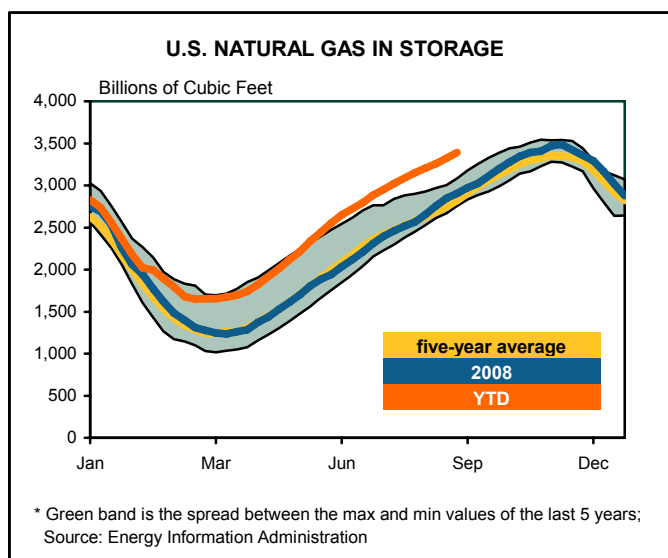 U.S. NATURAL GAS IN STORAGE
Billions of Cubic Feet
4,000
3,500
3,000
2,500
2,000
1,500
1,000
500
0
five-year average
2008
YTD
Jan Mar Jun Sep Dec
* Green band is the spread between the max and min values of the last 5 years;
Source: Energy Information Administration